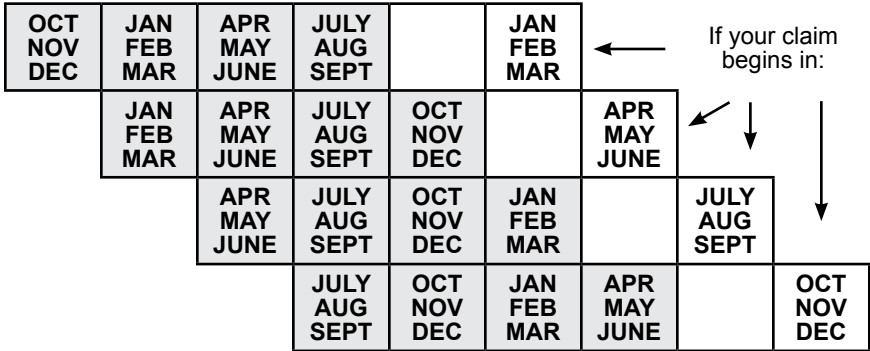 OCT JAN APR JULY JAN
NOV FEB MAY AUG FEB
DEC MAR JUNE SEPT MAR
If your claim
begins in:
JAN APR JULY OCT APR
FEB MAY AUG NOV MAY
MAR JUNE SEPT DEC JUNE
APR JULY OCT JAN JULY
MAY AUG NOV FEB AUG
JUNE SEPT DEC MAR SEPT
JULY OCT JAN APR OCT
AUG NOV FEB MAY NOV
SEPT DEC MAR JUNE DEC